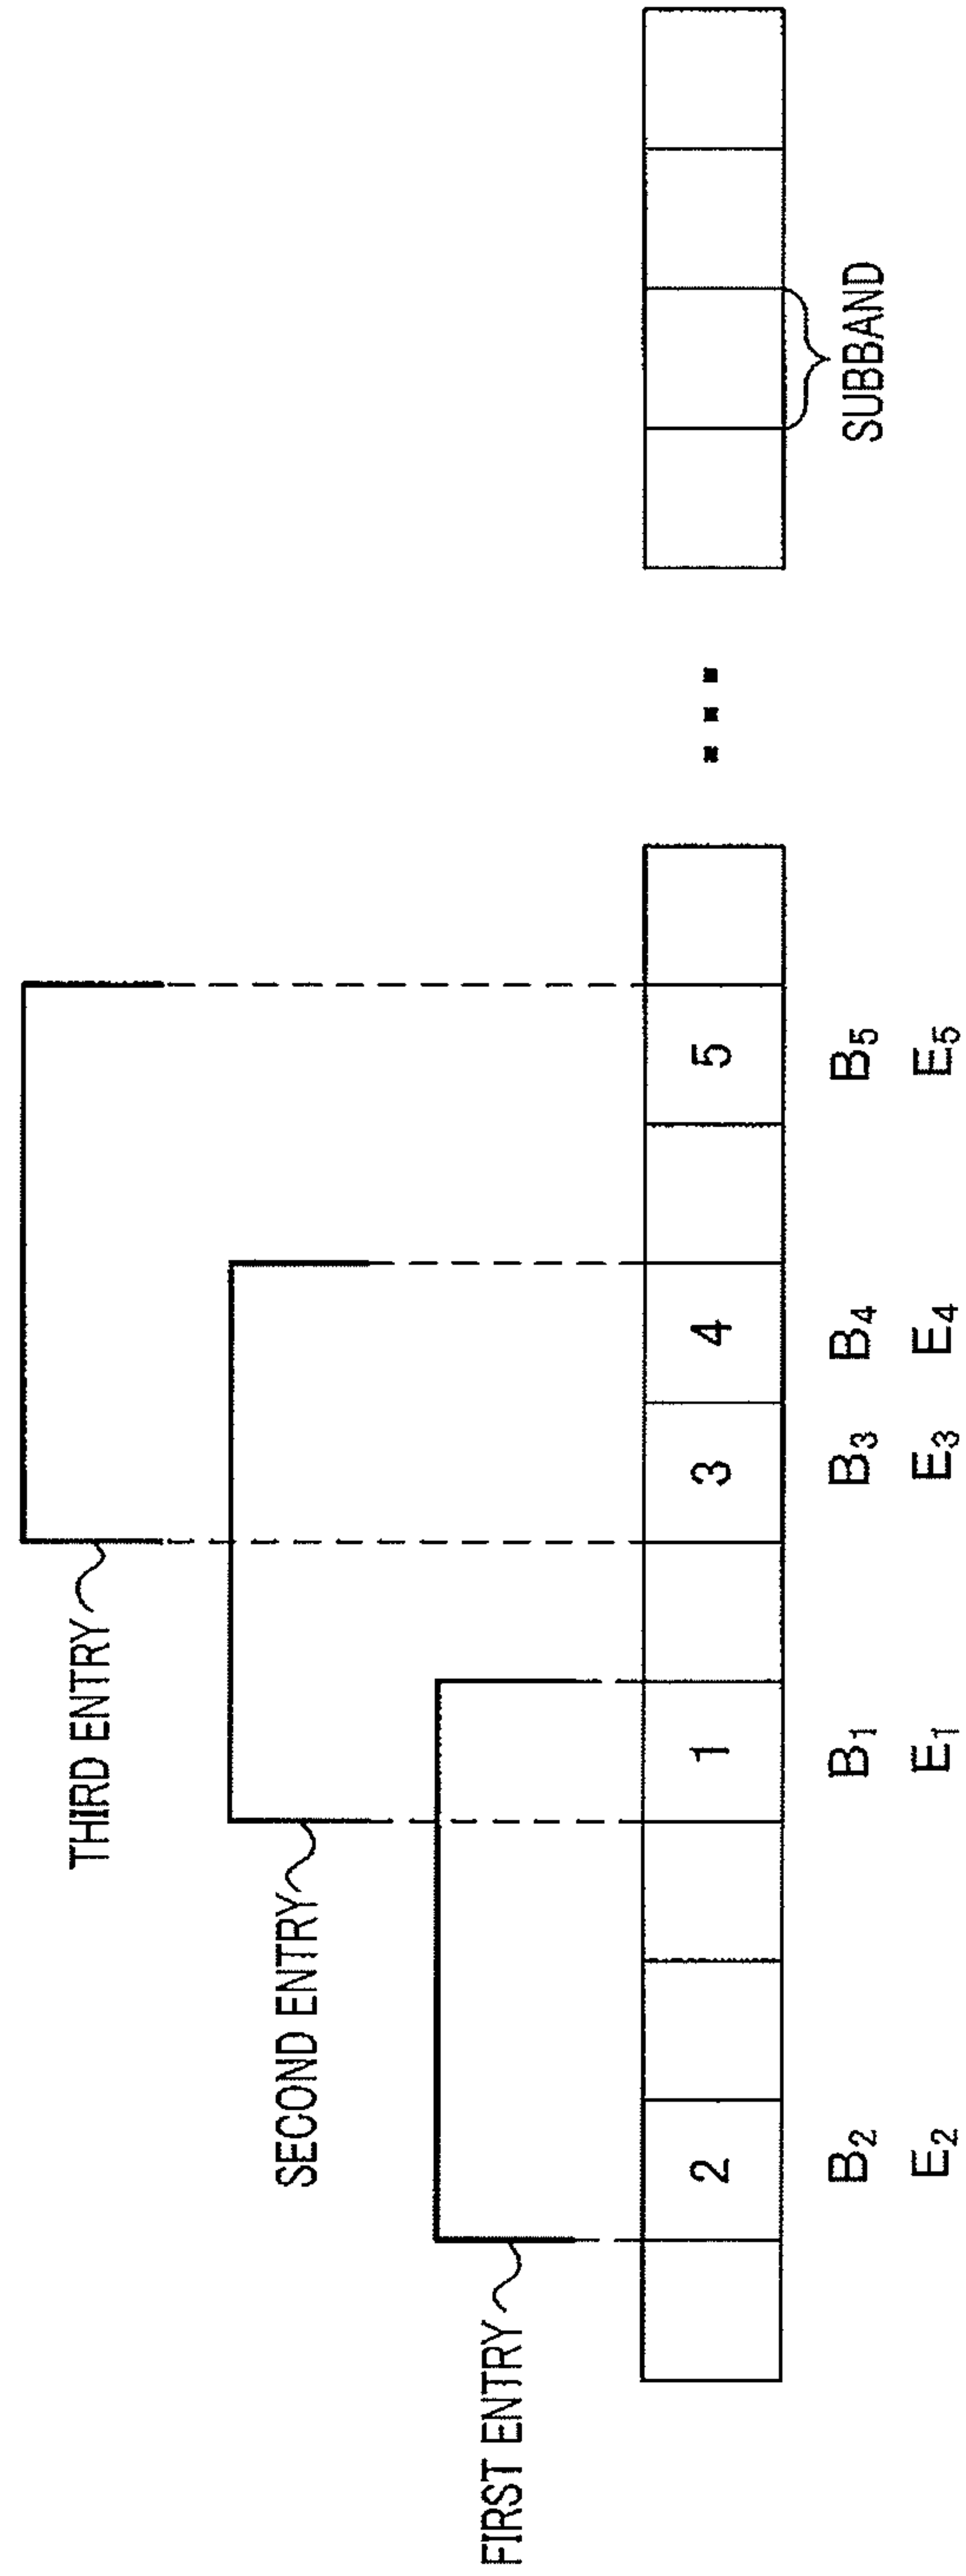 THIRD ENTRY
SECOND ENTRY
FIRST ENTRY
2 1 3 4 5
B2 B1 B3 B4 B5
E2 E1 E3 E4 E5
SUBBAND